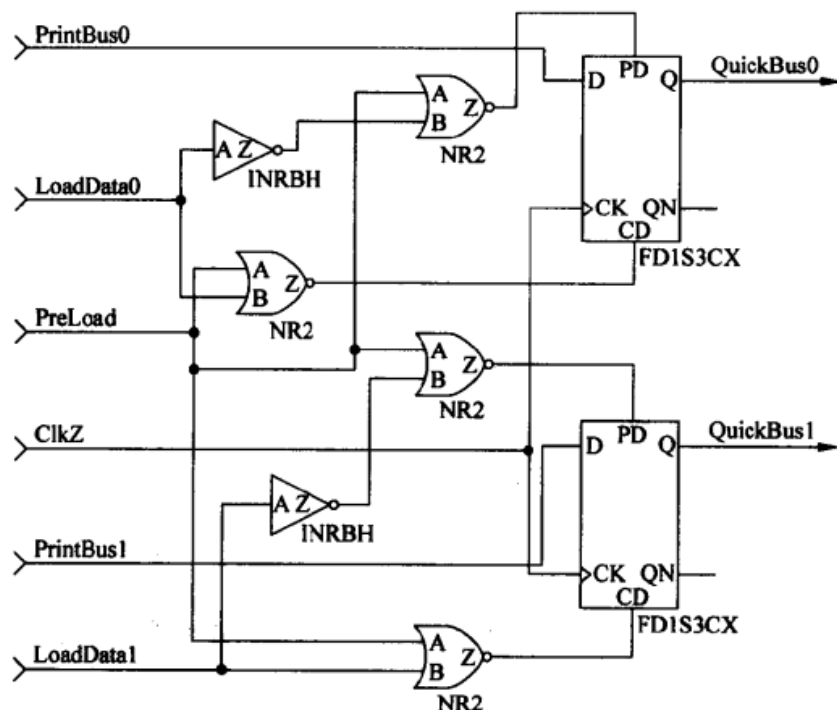 PrintBus0
PD
QuickBus0
D
Q
A
Z
B
NR2
A Z
INRBH
LoadData0
CK
QN
CD
FD1S3CX
A
Z
B
NR2
PreLoad
A
Z
B
NR2
ClkZ
PD
QuickBus1
D
Q
A Z
INRBH
PrintBus1
CK
QN
CD
FD1S3CX
A
Z
B
NR2
LoadData1